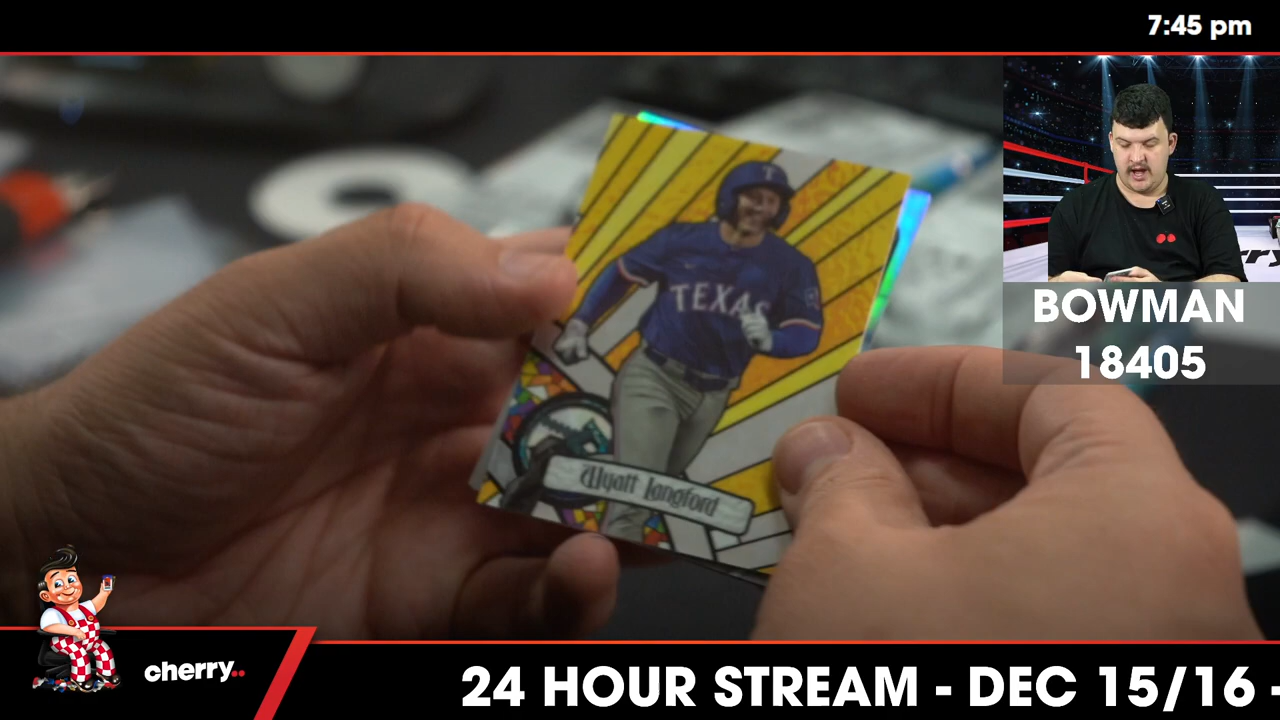 7:45 pm
T
TEXAS
Wyatt Langford
BOWMAN
18405
cherry..
24 HOUR STREAM - DEC 15/16 -